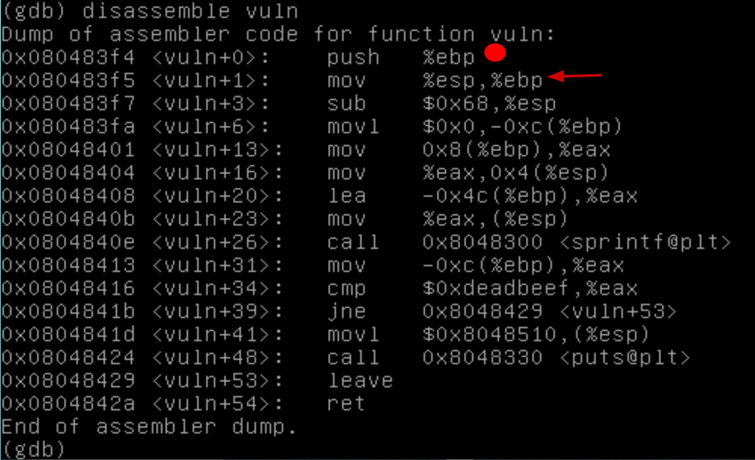 (gdb) disassemble vuln
Dump of assembler code for function vuln:
0x080483f4 <vuln+0>: push %ebp
0x080483f5 <vuln+1>: mov %esp,%ebp
0x080483f7 <vuln+3>: sub $0x68,%esp
0x080483fa <vuln+6>: movl $0x0,-0xc(%ebp)
0x08048401 <vuln+13>: mov 0x8(%ebp),%eax
0x08048404 <vuln+16>: mov %eax,0x4(%esp)
0x08048408 <vuln+20>: lea -0x4c(%ebp),%eax
0x0804840b <vuln+23>: mov %eax,(%esp)
0x0804840e <vuln+26>: call 0x8048300 <sprintf@plt>
0x08048413 <vuln+31>: mov -0xc(%ebp),%eax
0x08048416 <vuln+34>: cmp $0xdeadbeef,%eax
0x0804841b <vuln+39>: jne 0x8048429 <vuln+53>
0x0804841d <vuln+41>: movl $0x8048510,(%esp)
0x08048424 <vuln+48>: call 0x8048330 <puts@plt>
0x08048429 <vuln+53>: leave
0x0804842a <vuln+54>: ret
End of assembler dump.
(gdb)